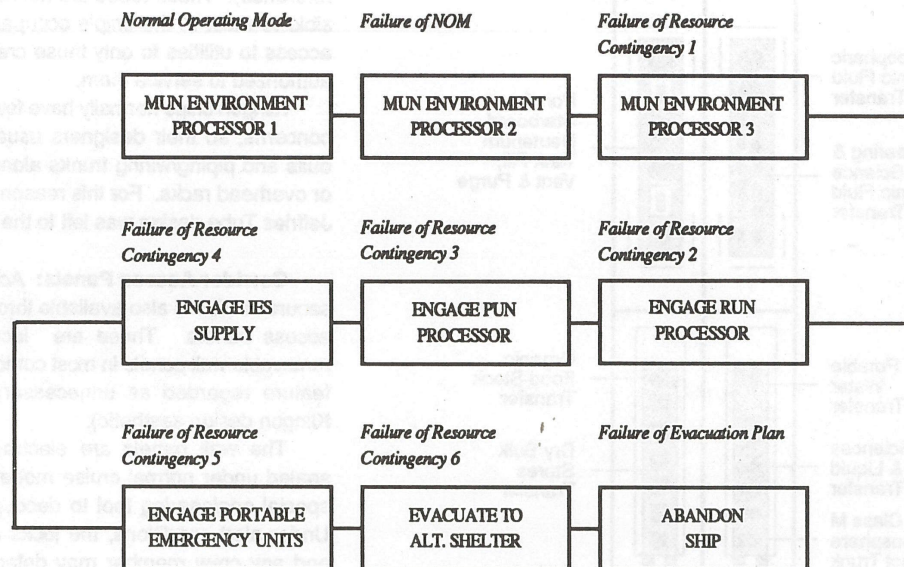 Normal Operating Mode
Failure of NOM
Failure of Resource
Contingency 1
MUN ENVIRONMENT
PROCESSOR 1
MUN ENVIRONMENT
PROCESSOR 2
MUN ENVIRONMENT
PROCESSOR 3
Failure of Resource
Contingency 4
Failure of Resource
Contingency 3
Failure of Resource
Contingency 2
ENGAGE IES
SUPPLY
ENGAGE PUN
PROCESSOR
ENGAGE RUN
PROCESSOR
Failure of Resource
Contingency 5
Failure of Resource
Contingency 6
Failure of Evacuation Plan
ENGAGE PORTABLE
EMERGENCY UNITS
EVACUATE TO
ALT. SHELTER
ABANDON
SHIP